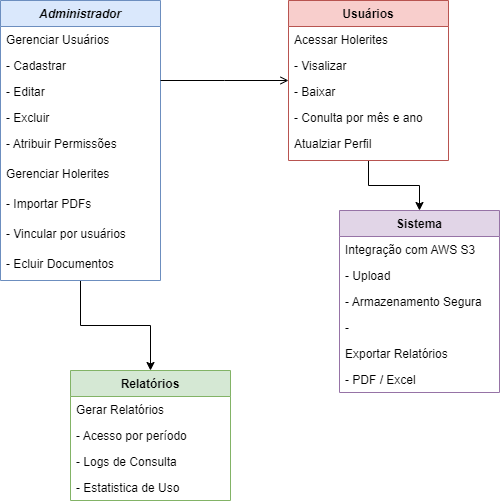 Administrador
Gerenciar Usuários
- Cadastrar
- Editar
- Excluir
- Atribuir Permissões
Gerenciar Holerites
- Importar PDFs
- Vincular por usuários
- Ecluir Documentos
Usuários
Acessar Holerites
- Visalizar
- Baixar
- Conulta por mês e ano
Atualziar Perfil
Sistema
Integração com AWS S3
- Upload
- Armazenamento Segura
-
Exportar Relatórios
- PDF / Excel
Relatórios
Gerar Relatórios
- Acesso por período
- Logs de Consulta
- Estatistica de Uso